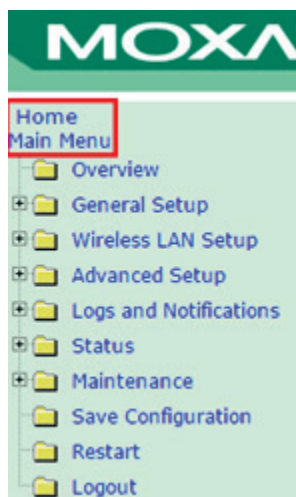 MOXA
Home
Main Menu
Overview
General Setup
Wireless LAN Setup
Advanced Setup
Logs and Notifications
Status
Maintenance
Save Configuration
Restart
Logout